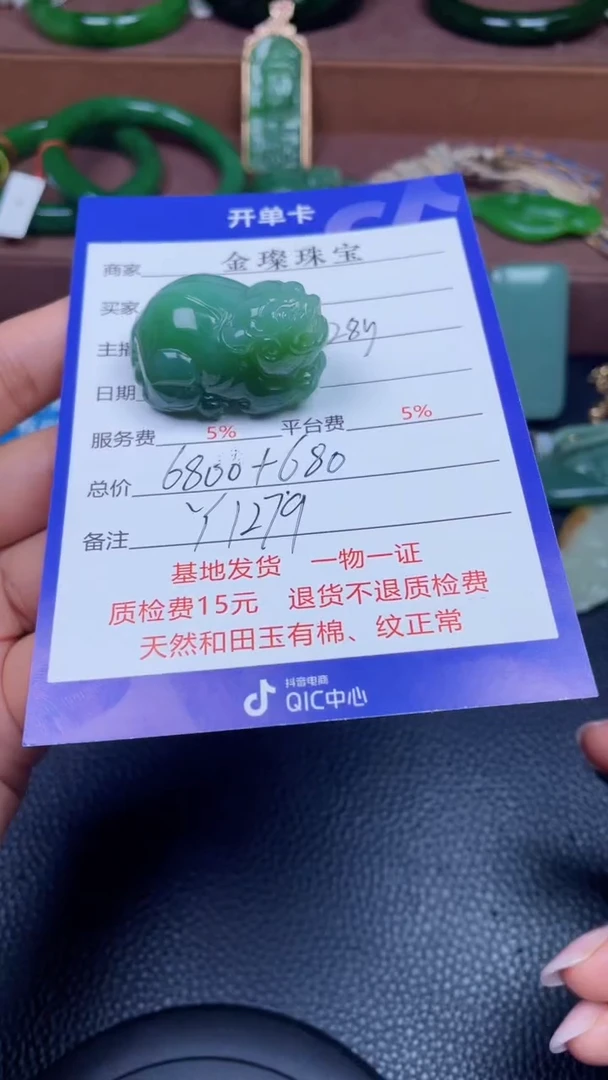 开单卡
商家 金璨珠宝
买家
主播 284
日期
服务费 5% 平台费 5%
总价 6800+680
备注 ¥1279
基地发货 一物一证
质检费15元 退货不退质检费
天然和田玉有棉、纹正常
抖音电商
QIC中心